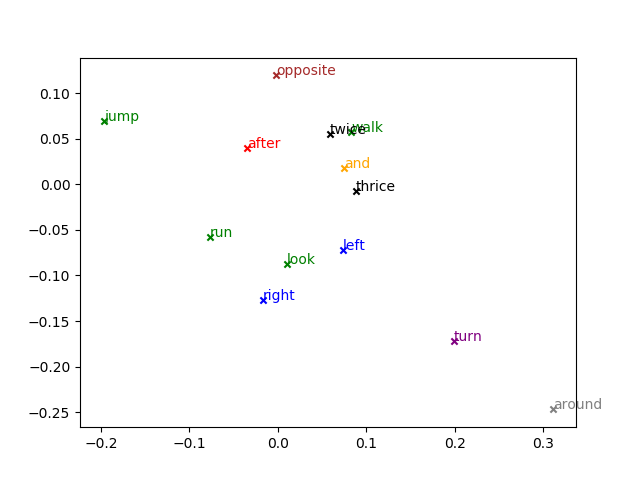 opposite
0.10
jump
twice
walk
0.05
after
and
0.00
thrice
run
−0.05
left
look
−0.10
right
−0.15
turn
−0.20
around
−0.25
−0.2 −0.1 0.0 0.1 0.2 0.3